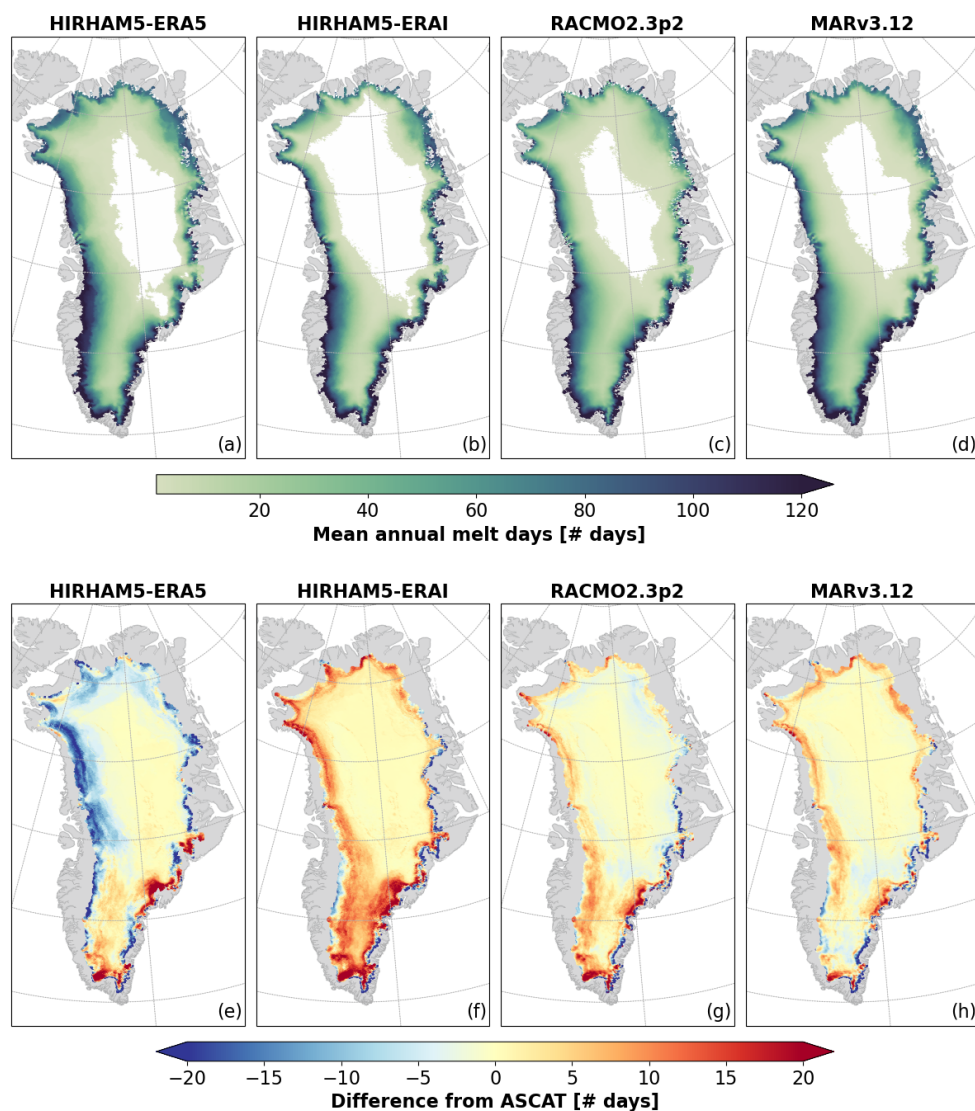 HIRHAM5-ERA5 HIRHAM5-ERAI RACMO2.3p2 MARv3.12
(a) (b) (c) (d)
20 40 60 80 100 120
Mean annual melt days [# days]
HIRHAM5-ERA5 HIRHAM5-ERAI RACMO2.3p2 MARv3.12
(e) (f) (g) (h)
−20 −15 −10 −5 0 5 10 15 20
Difference from ASCAT [# days]